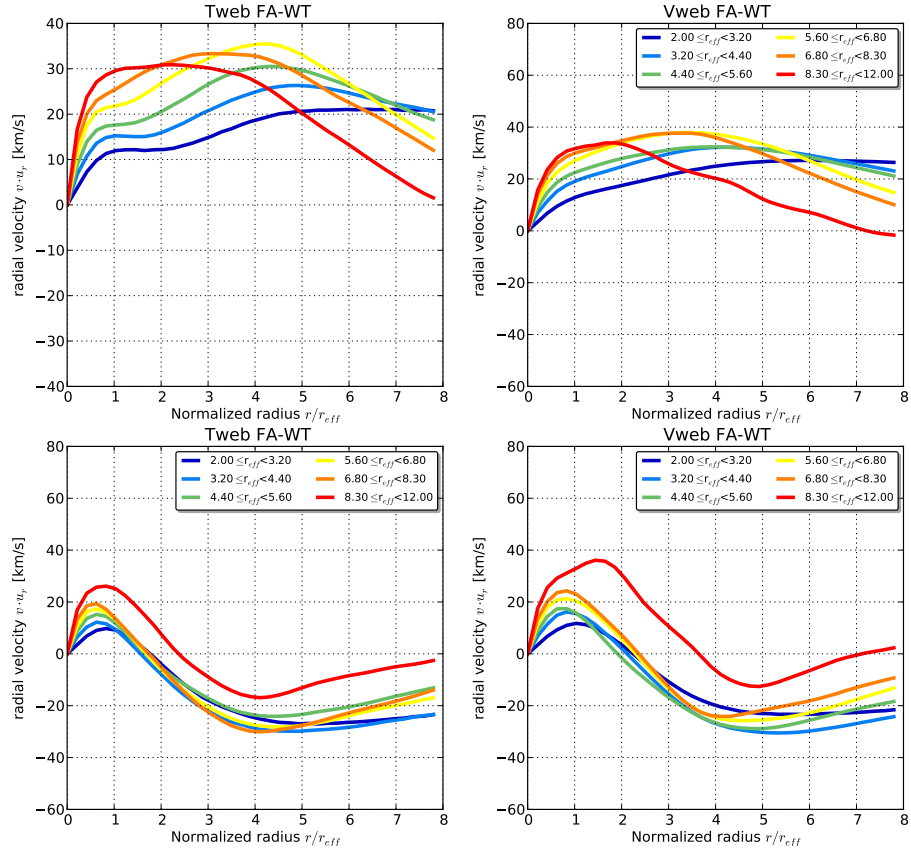 Tweb FA-WT
radial velocity v·u_r [km/s]
40
30
20
10
0
−10
−20
−30
−40
0 1 2 3 4 5 6 7 8
Normalized radius r/r_eff
Vweb FA-WT
radial velocity v·u_r [km/s]
80
60
40
20
0
−20
−40
−60
2.00 ≤r_eff<3.20
3.20 ≤r_eff<4.40
4.40 ≤r_eff<5.60
5.60 ≤r_eff<6.80
6.80 ≤r_eff<8.30
8.30 ≤r_eff<12.00
0 1 2 3 4 5 6 7 8
Normalized radius r/r_eff
Tweb FA-WT
radial velocity v·u_r [km/s]
80
60
40
20
0
−20
−40
−60
2.00 ≤r_eff<3.20
3.20 ≤r_eff<4.40
4.40 ≤r_eff<5.60
5.60 ≤r_eff<6.80
6.80 ≤r_eff<8.30
8.30 ≤r_eff<12.00
0 1 2 3 4 5 6 7 8
Normalized radius r/r_eff
Vweb FA-WT
radial velocity v·u_r [km/s]
80
60
40
20
0
−20
−40
−60
2.00 ≤r_eff<3.20
3.20 ≤r_eff<4.40
4.40 ≤r_eff<5.60
5.60 ≤r_eff<6.80
6.80 ≤r_eff<8.30
8.30 ≤r_eff<12.00
0 1 2 3 4 5 6 7 8
Normalized radius r/r_eff